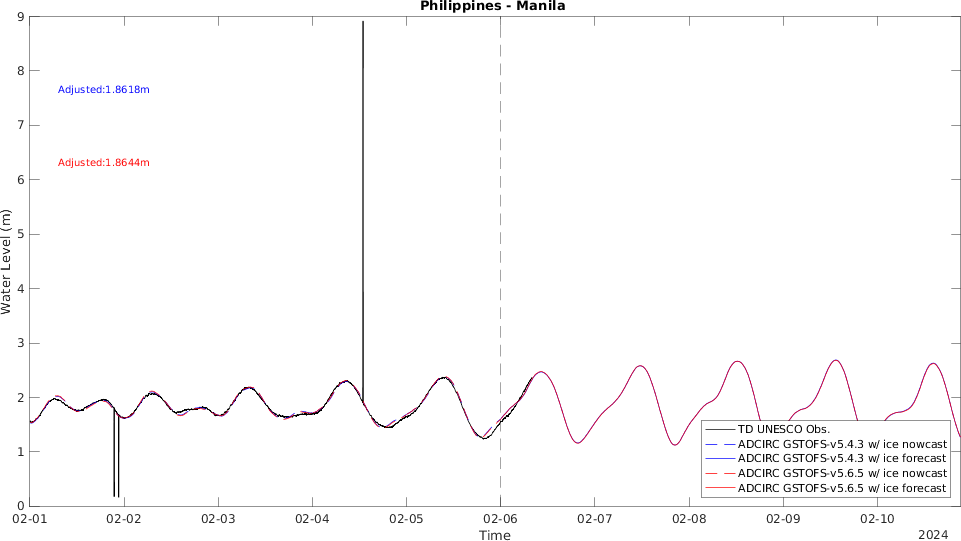 Philippines - Manila
9
8
7
6
5
4
3
2
1
0
Water Level (m)
Adjusted:1.8618m
Adjusted:1.8644m
TD UNESCO Obs.
ADCIRC GSTOFS-v5.4.3 w/ ice nowcast
ADCIRC GSTOFS-v5.4.3 w/ ice forecast
ADCIRC GSTOFS-v5.6.5 w/ ice nowcast
ADCIRC GSTOFS-v5.6.5 w/ ice forecast
02-01 02-02 02-03 02-04 02-05 02-06 02-07 02-08 02-09 02-10
Time
2024